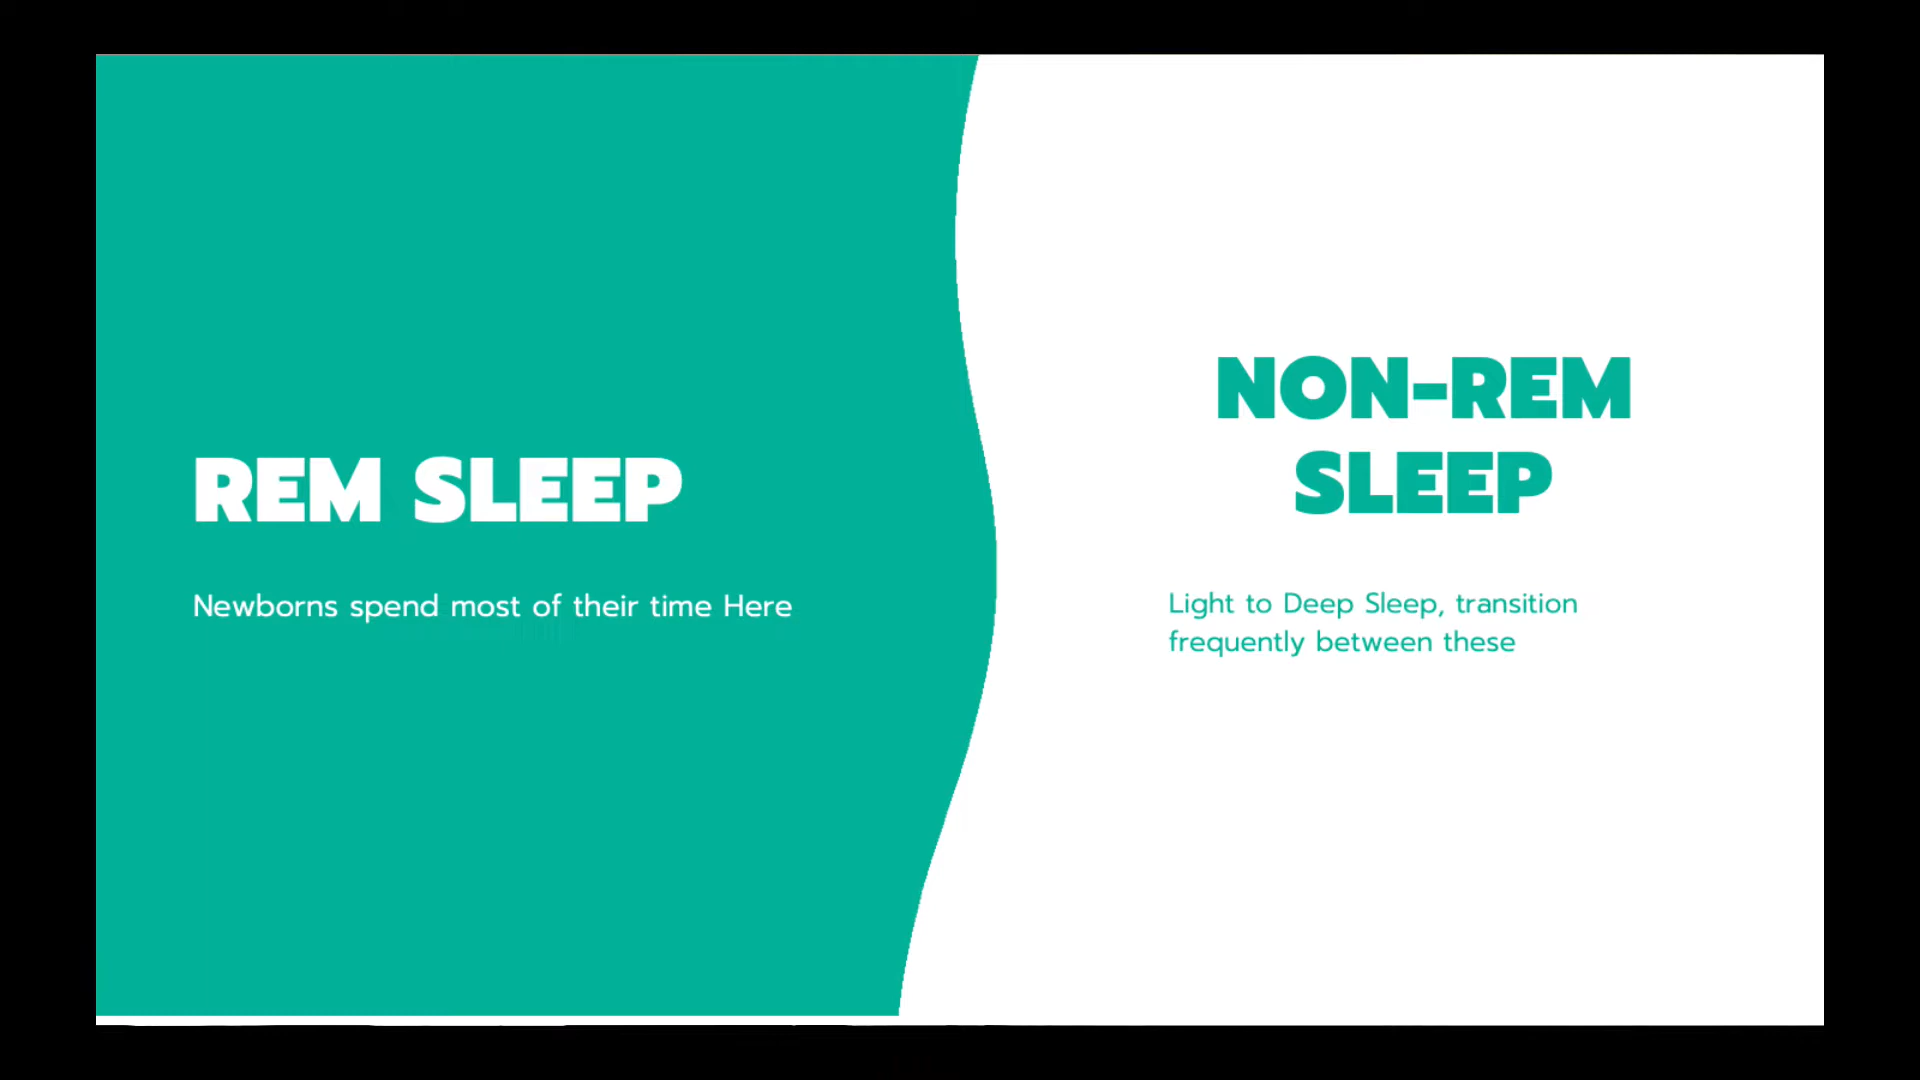 REM SLEEP
Newborns spend most of their time Here
NON-REM
SLEEP
Light to Deep Sleep, transition
frequently between these